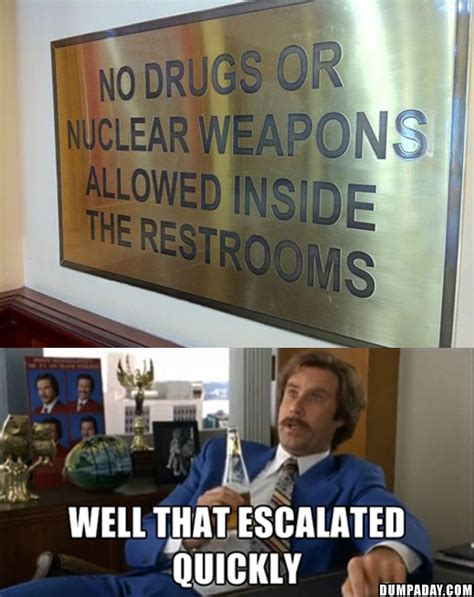 NO DRUGS OR
NUCLEAR WEAPONS
ALLOWED INSIDE
THE RESTROOMS
WELL THAT ESCALATED
QUICKLY
DUMPADAY.COM